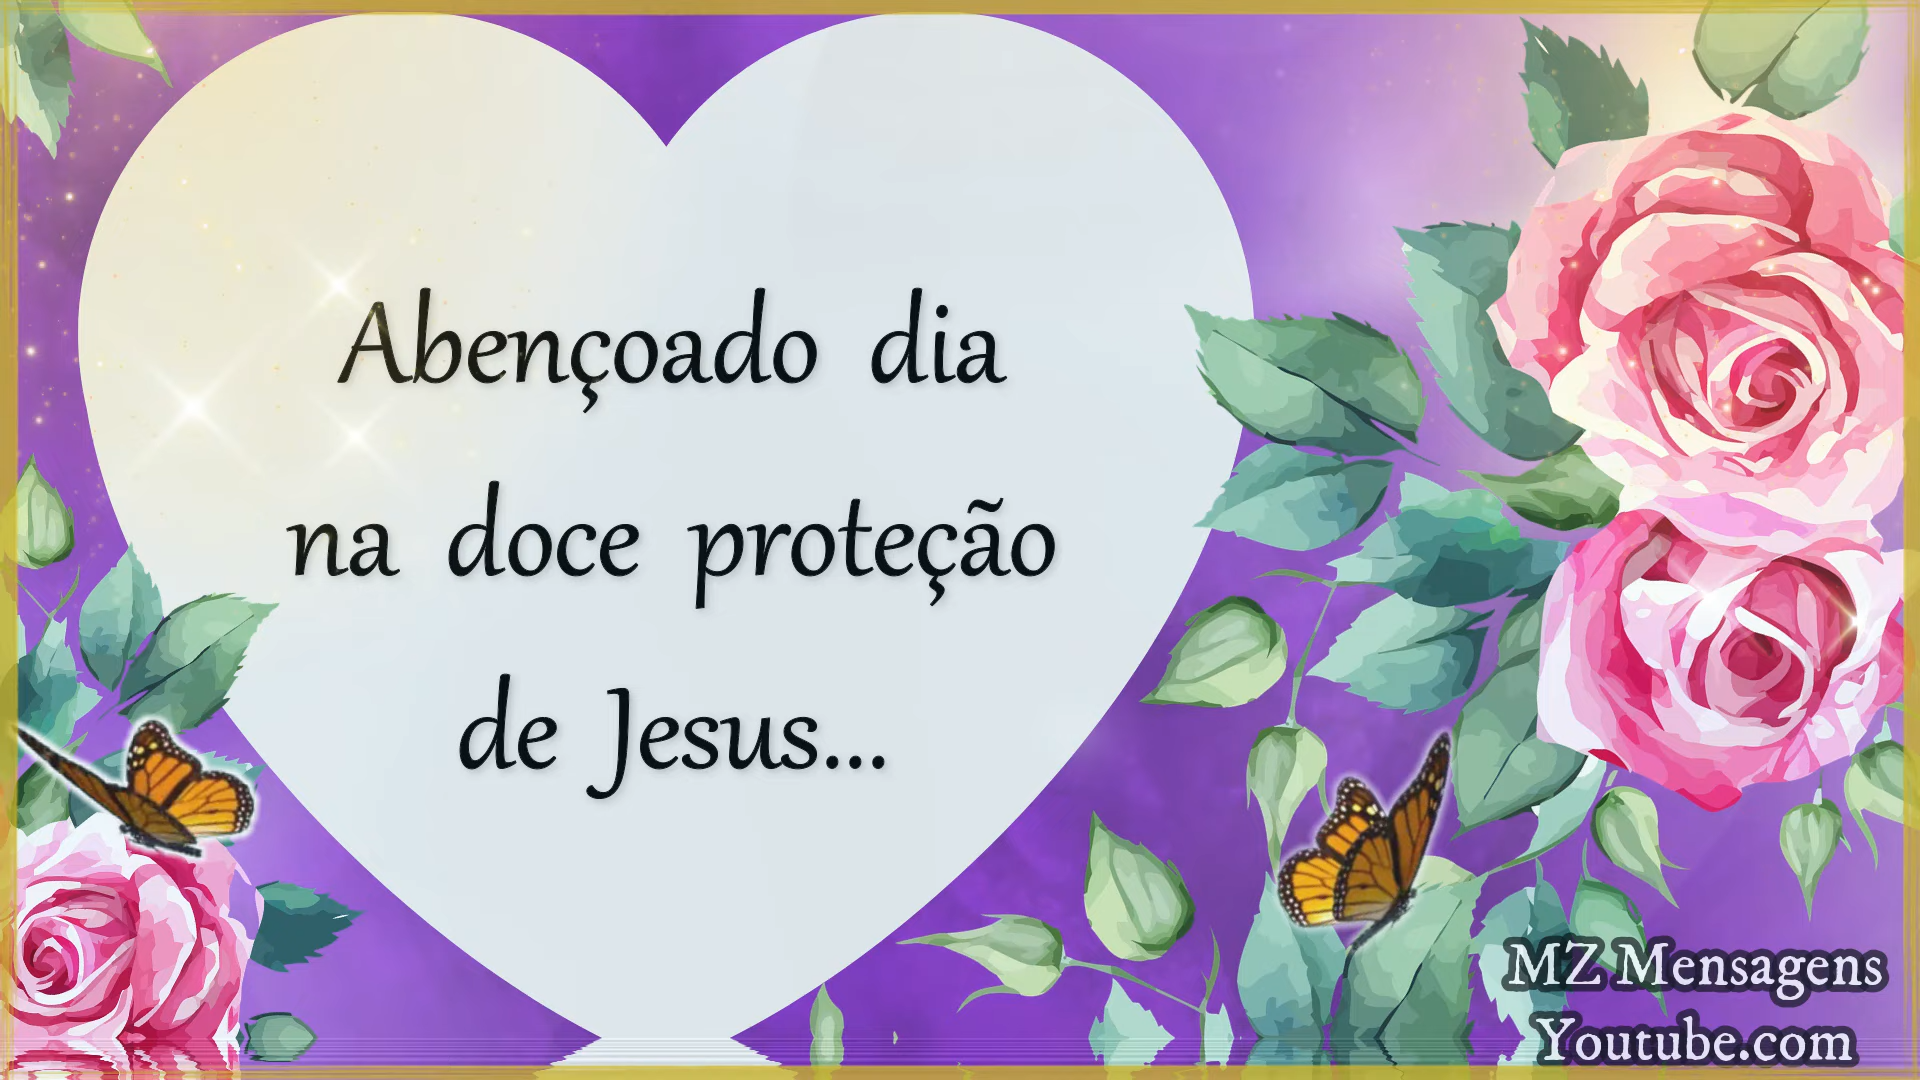 Abençoado dia
na doce proteção
de Jesus...
MZ Mensagens
Youtube.com